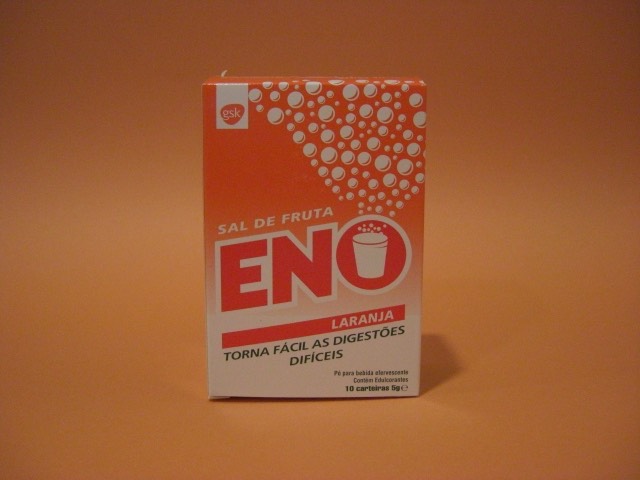 gsk
SAL DE FRUTA
ENO
LARANJA
TORNA FÁCIL AS DIGESTÕES
DIFÍCEIS
Pó para bebida efervescente
Contém Edulcorantes
10 carteiras 5g℮